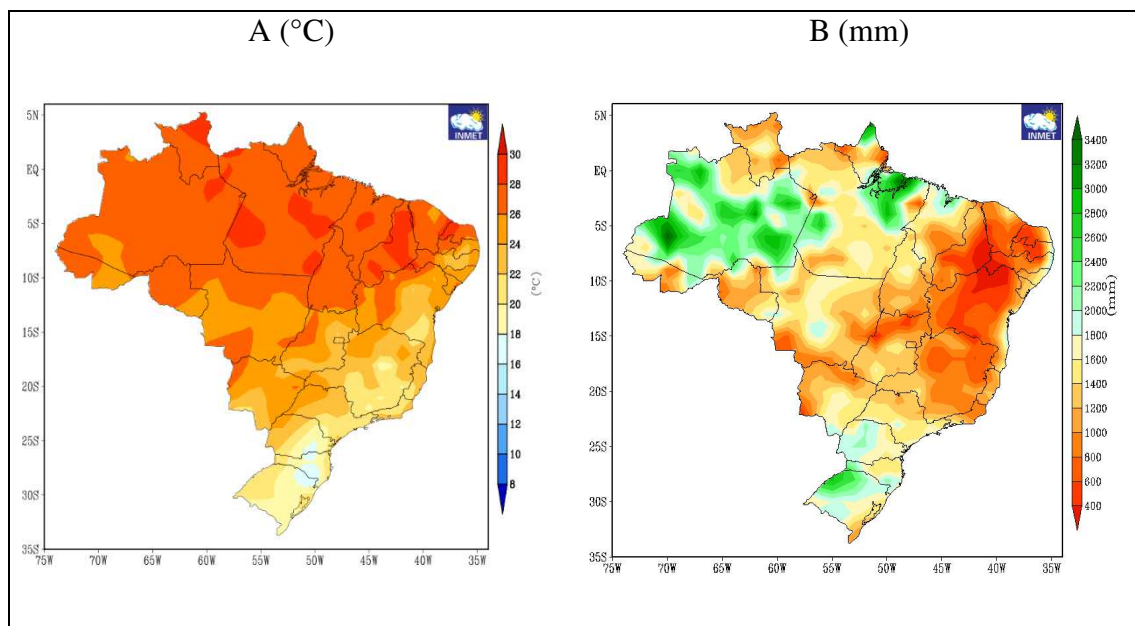 A (°C)
B (mm)
INMET
5N
EQ
5S
10S
15S
20S
25S
30S
35S
75W
70W
65W
60W
55W
50W
45W
40W
35W
30
28
26
24
22
20
18
16
14
12
10
8
(°C)
INMET
5N
EQ
5S
10S
15S
20S
25S
30S
35S
75W
70W
65W
60W
55W
50W
45W
40W
35W
3400
3200
3000
2800
2600
2400
2200
2000
1800
1600
1400
1200
1000
800
600
400
(mm)